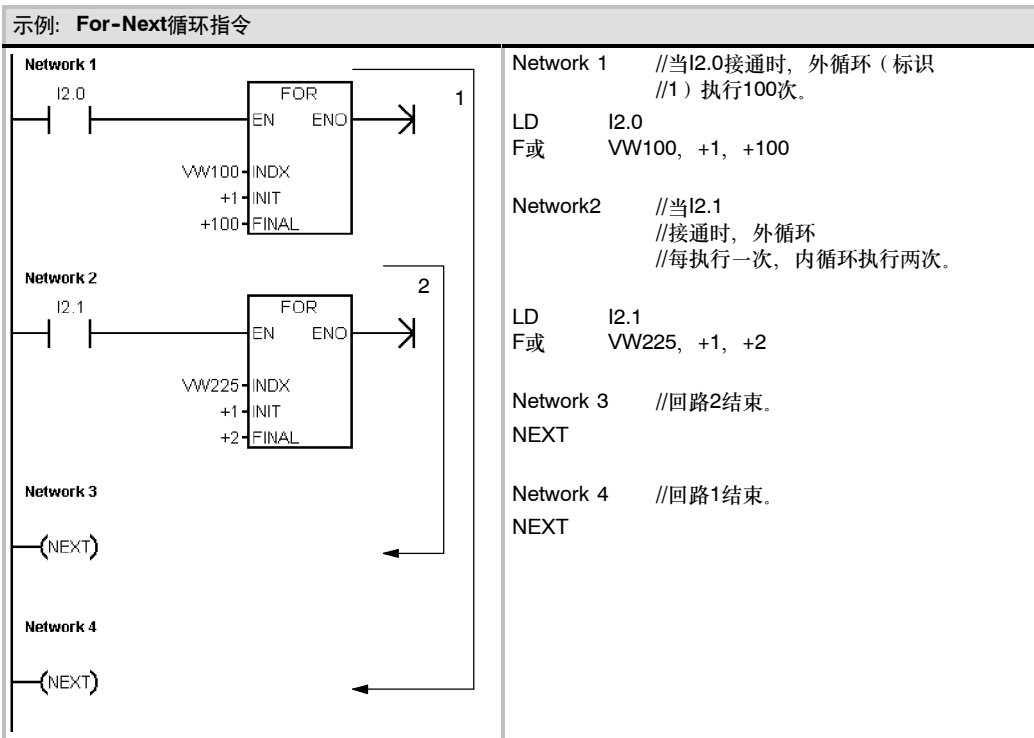 示例: For-Next循环指令
Network 1
I2.0
FOR
1
EN ENO
VW100 INDX
+1 INIT
+100 FINAL
Network 2
2
I2.1
FOR
EN ENO
VW225 INDX
+1 INIT
+2 FINAL
Network 3
(NEXT)
Network 4
(NEXT)
Network 1 //当I2.0接通时，外循环（标识
//1）执行100次。
LD I2.0
F或 VW100，+1，+100
Network2 //当I2.1
//接通时，外循环
//每执行一次，内循环执行两次。
LD I2.1
F或 VW225，+1，+2
Network 3 //回路2结束。
NEXT
Network 4 //回路1结束。
NEXT